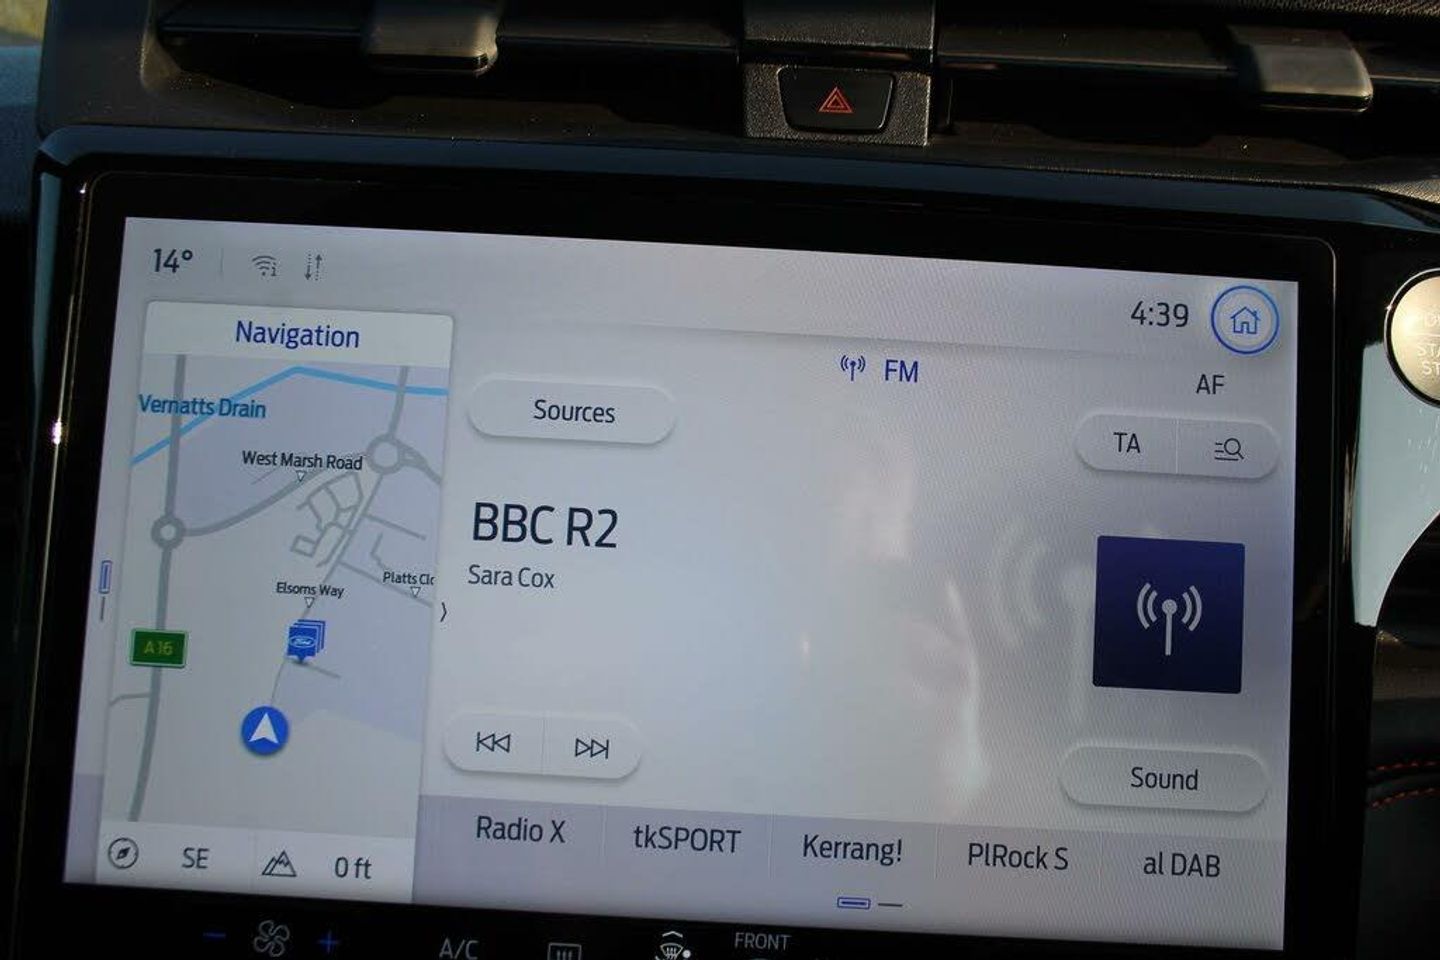 14°
4:39
Navigation
FM
AF
Sources
TA
Vernatts Drain
West Marsh Road
BBC R2
Sara Cox
Elsoms Way
Platts Clo
Ford
A16
Sound
Radio X
tkSPORT
Kerrang!
PlRock S
al DAB
SE
0 ft
A/C
FRONT